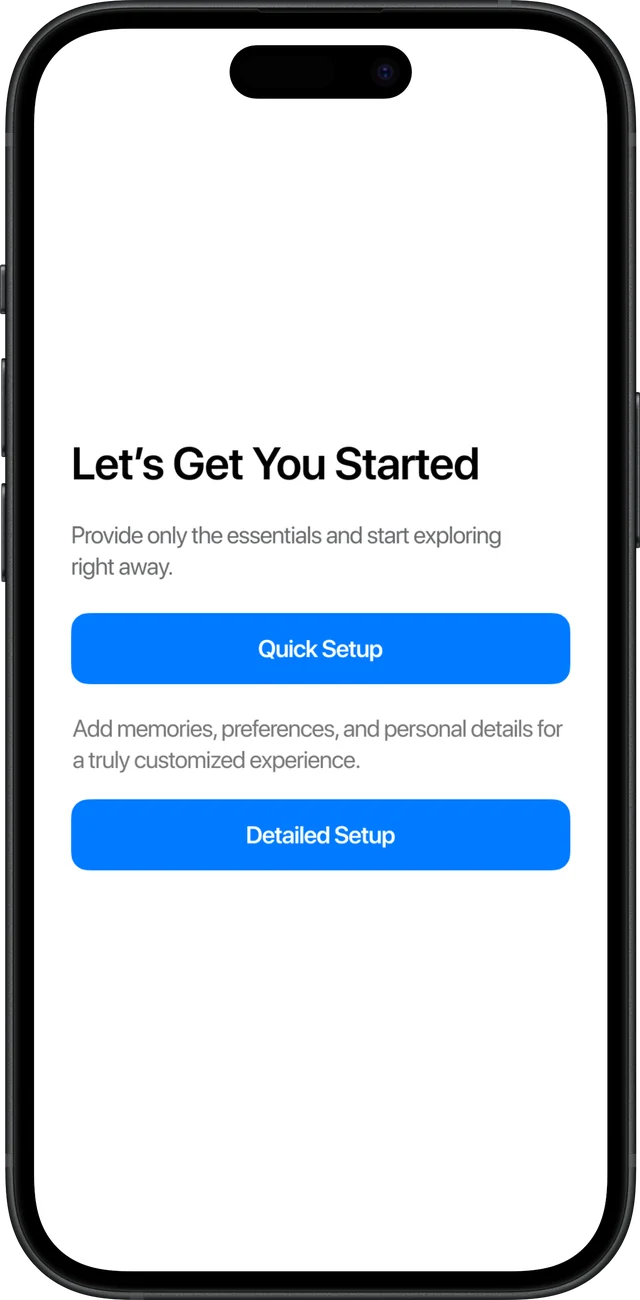 Let’s Get You Started
Provide only the essentials and start exploring
right away.
Quick Setup
Add memories, preferences, and personal details for
a truly customized experience.
Detailed Setup